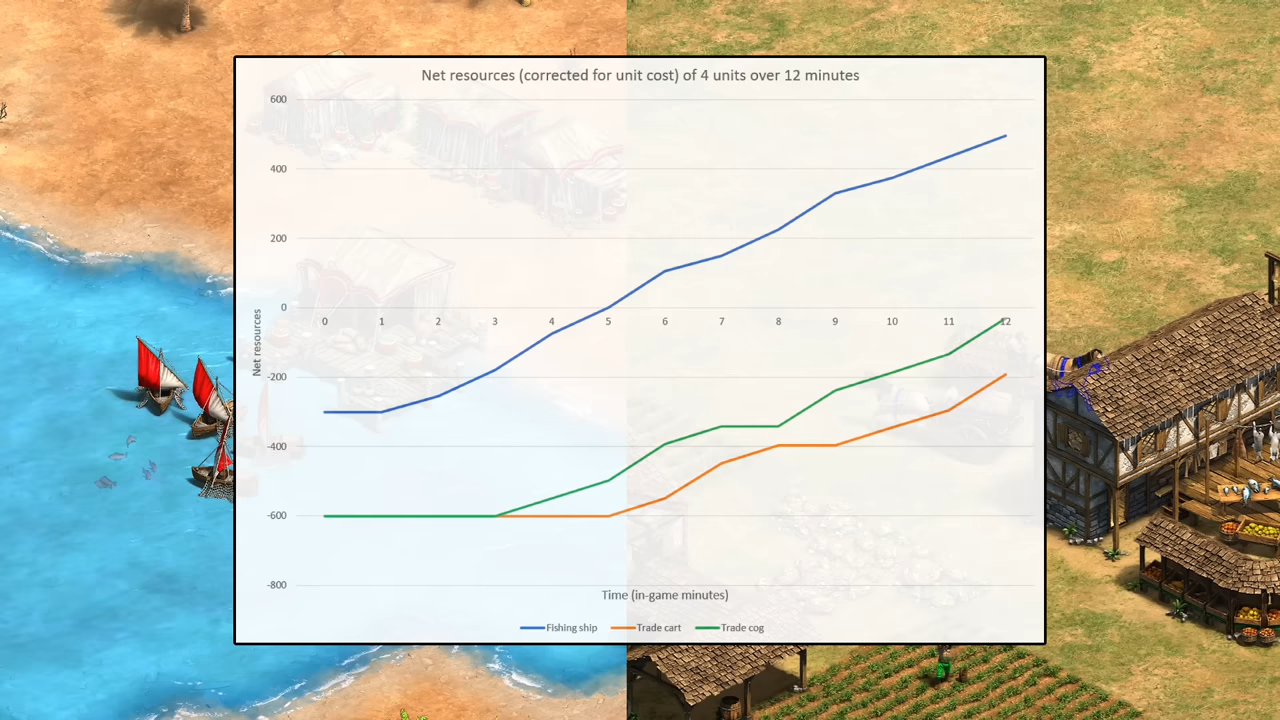 Net resources (corrected for unit cost) of 4 units over 12 minutes
600
400
200
0
-200
-400
-600
-800
Net resources
0 1 2 3 4 5 6 7 8 9 10 11 12
Time (in-game minutes)
Fishing ship Trade cart Trade cog